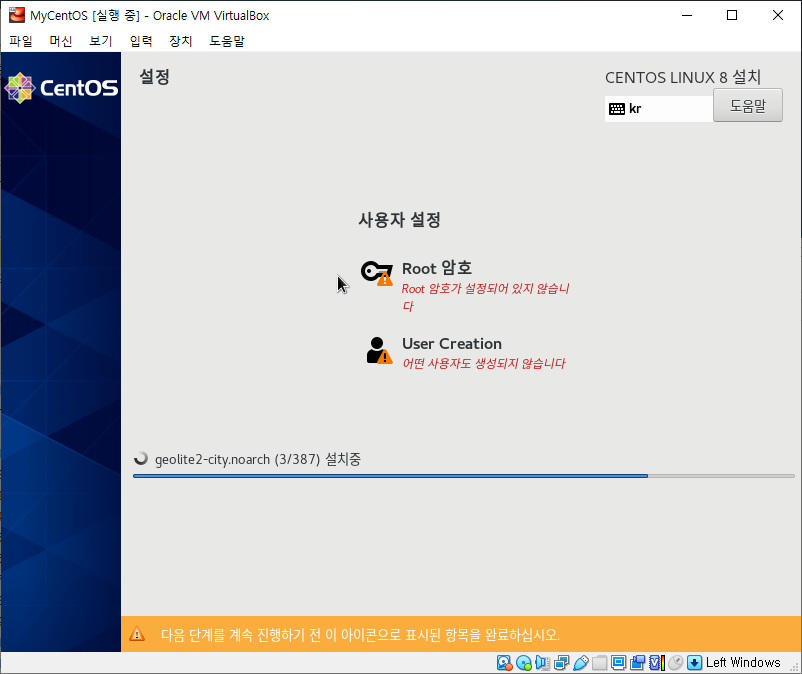 MyCentOS [실행 중] - Oracle VM VirtualBox
파일 머신 보기 입력 장치 도움말
CentOS
설정
CENTOS LINUX 8 설치
kr
도움말
사용자 설정
Root 암호
Root 암호가 설정되어 있지 않습니
다
User Creation
어떤 사용자도 생성되지 않습니다
geolite2-city.noarch (3/387) 설치중
다음 단계를 계속 진행하기 전 이 아이콘으로 표시된 항목을 완료하십시오.
Left Windows